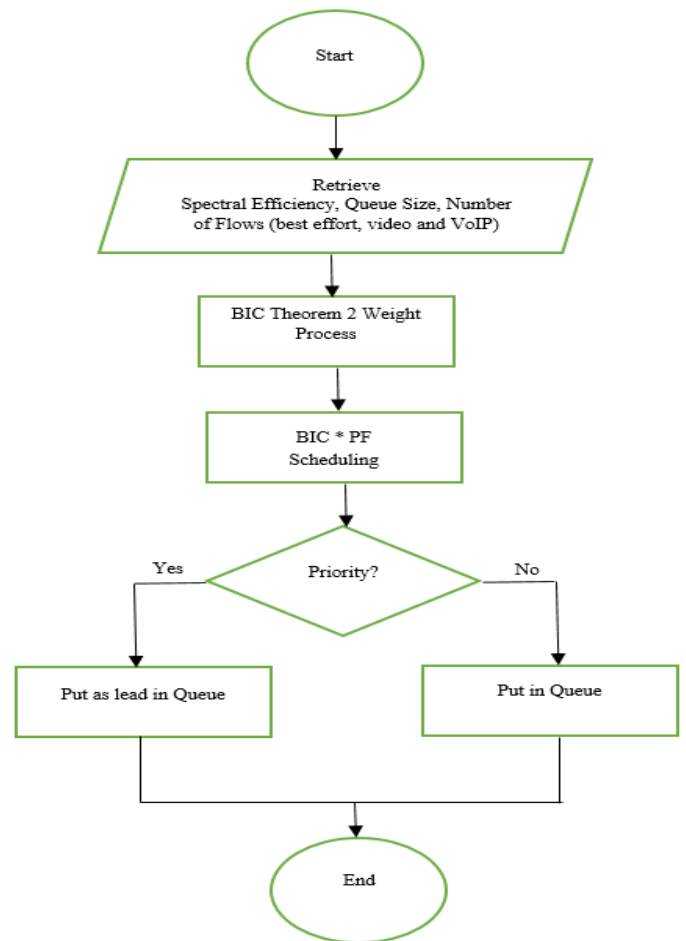 Start
Retrieve
Spectral Efficiency, Queue Size, Number
of Flows (best effort, video and VoIP)
BIC Theorem 2 Weight
Process
BIC * PF
Scheduling
Priority?
Yes
No
Put as lead in Queue
Put in Queue
End